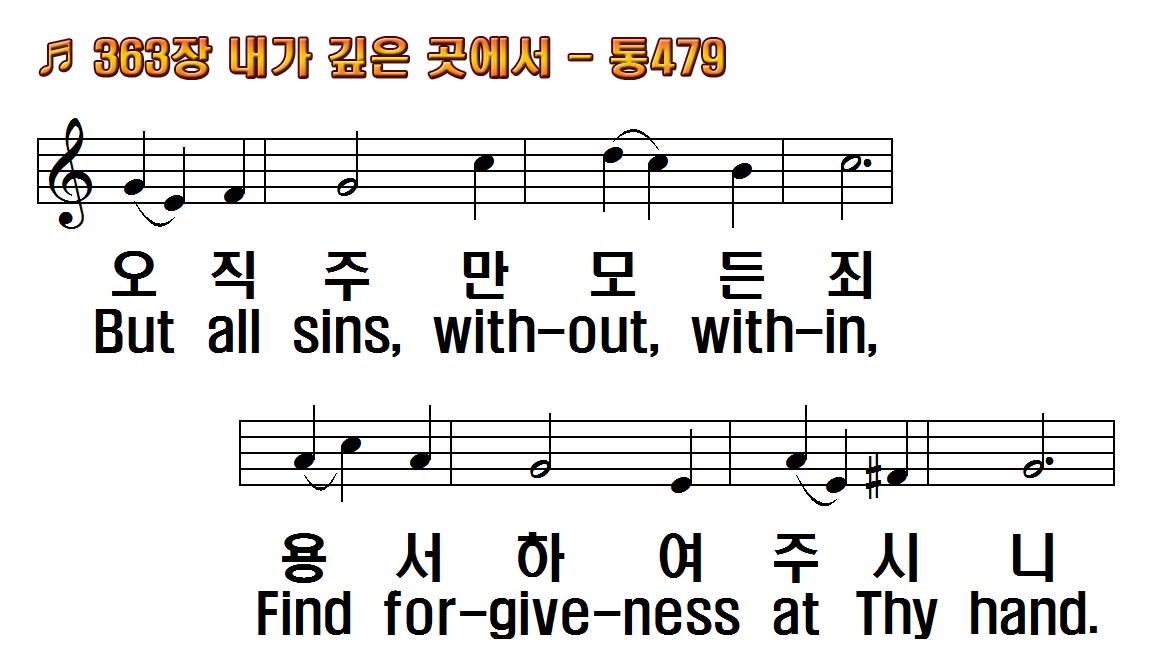 ♬ 363장 내가 깊은 곳에서 - 통479
오 직 주 만 모 든 죄
But all sins, with-out, with-in,
용 서 하 여 주 시 니
Find for-give-ness at Thy hand.